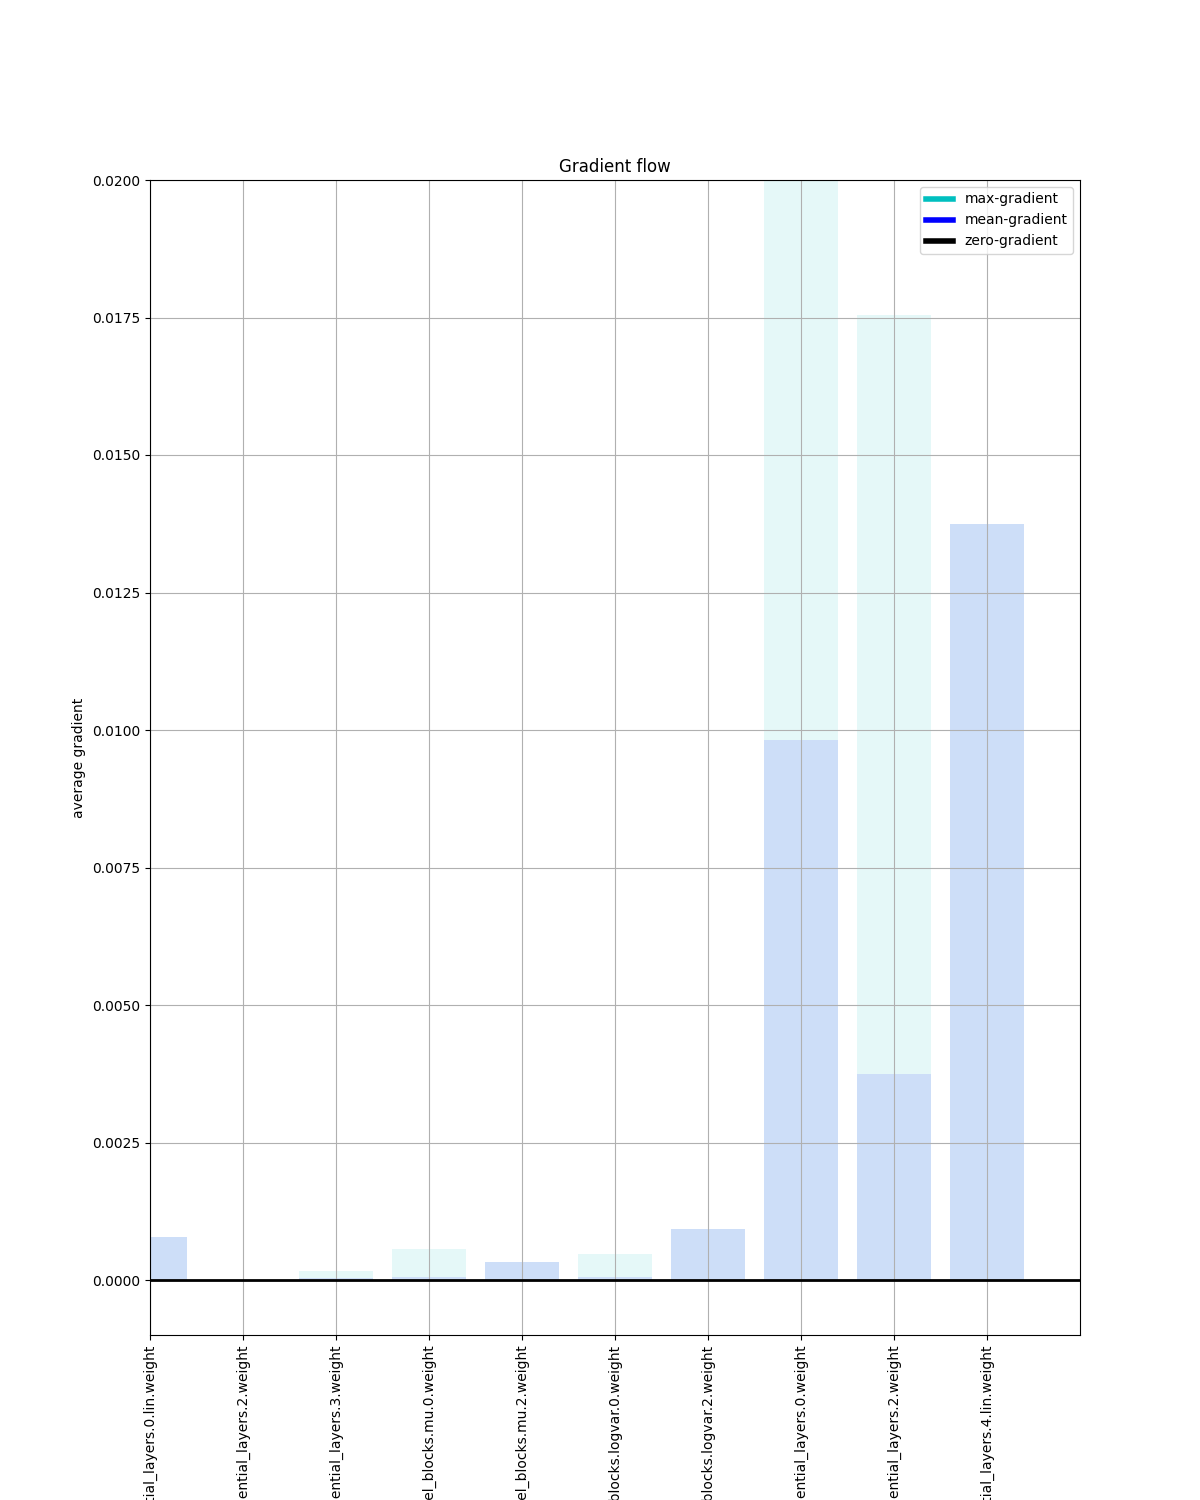 Gradient flow
max-gradient
mean-gradient
zero-gradient
0.0200
0.0175
0.0150
0.0125
0.0100
0.0075
0.0050
0.0025
0.0000
average gradient
tial_layers.0.lin.weight
ential_layers.2.weight
ential_layers.3.weight
el_blocks.mu.0.weight
el_blocks.mu.2.weight
blocks.logvar.0.weight
blocks.logvar.2.weight
ential_layers.0.weight
ential_layers.2.weight
tial_layers.4.lin.weight